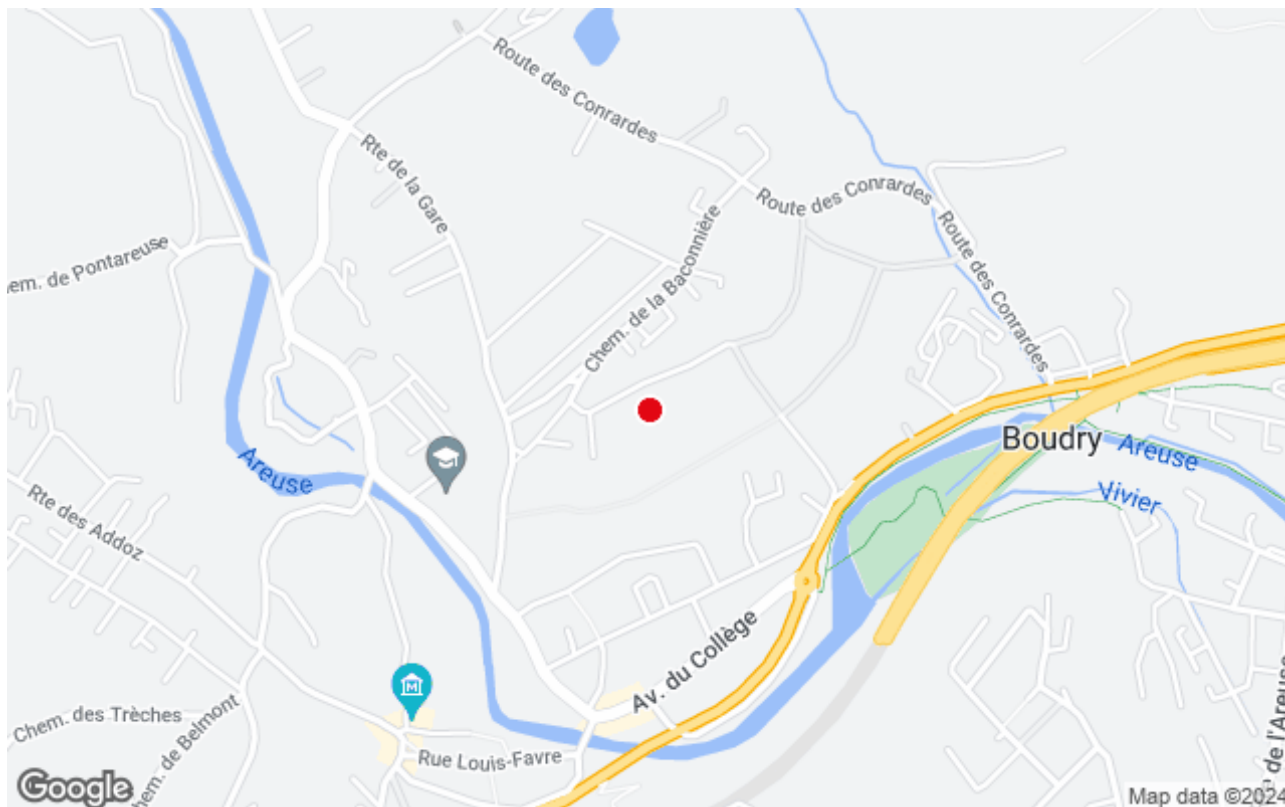 Route des Conrardes
Rte de la Gare
Route des Conrardes
Route des Conrardes
hem. de Pontareuse
Chem. de la Baconnière
Boudry
Areuse
Areuse
Vivier
Rte des Addoz
Av. du Collège
Chem. des Trèches
Chem. de Belmont
Rue Louis-Favre
de l'Areuse
Google
Map data ©2024